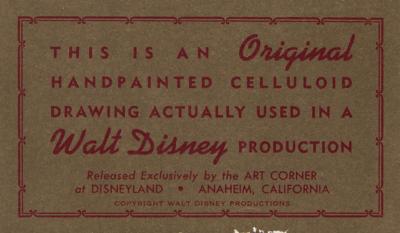 THIS IS AN Original
HANDPAINTED CELLULOID
DRAWING ACTUALLY USED IN A
Walt Disney PRODUCTION
Released Exclusively by the ART CORNER
at DISNEYLAND • ANAHEIM, CALIFORNIA
COPYRIGHT WALT DISNEY PRODUCTIONS